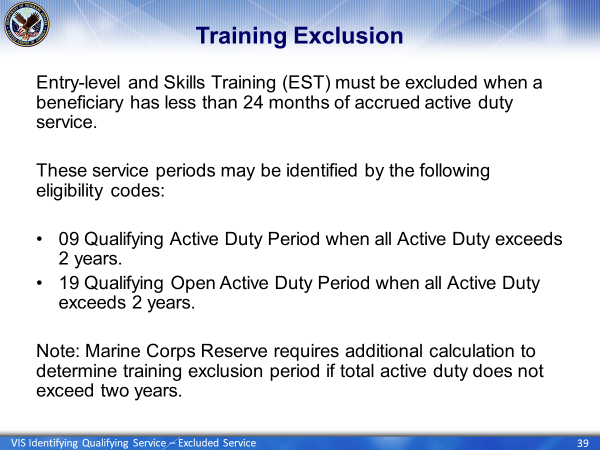 Training Exclusion
Entry-level and Skills Training (EST) must be excluded when a
beneficiary has less than 24 months of accrued active duty
service.
These service periods may be identified by the following
eligibility codes:
• 09 Qualifying Active Duty Period when all Active Duty exceeds
2 years.
• 19 Qualifying Open Active Duty Period when all Active Duty
exceeds 2 years.
Note: Marine Corps Reserve requires additional calculation to
determine training exclusion period if total active duty does not
exceed two years.
VIS Identifying Qualifying Service – Excluded Service
39